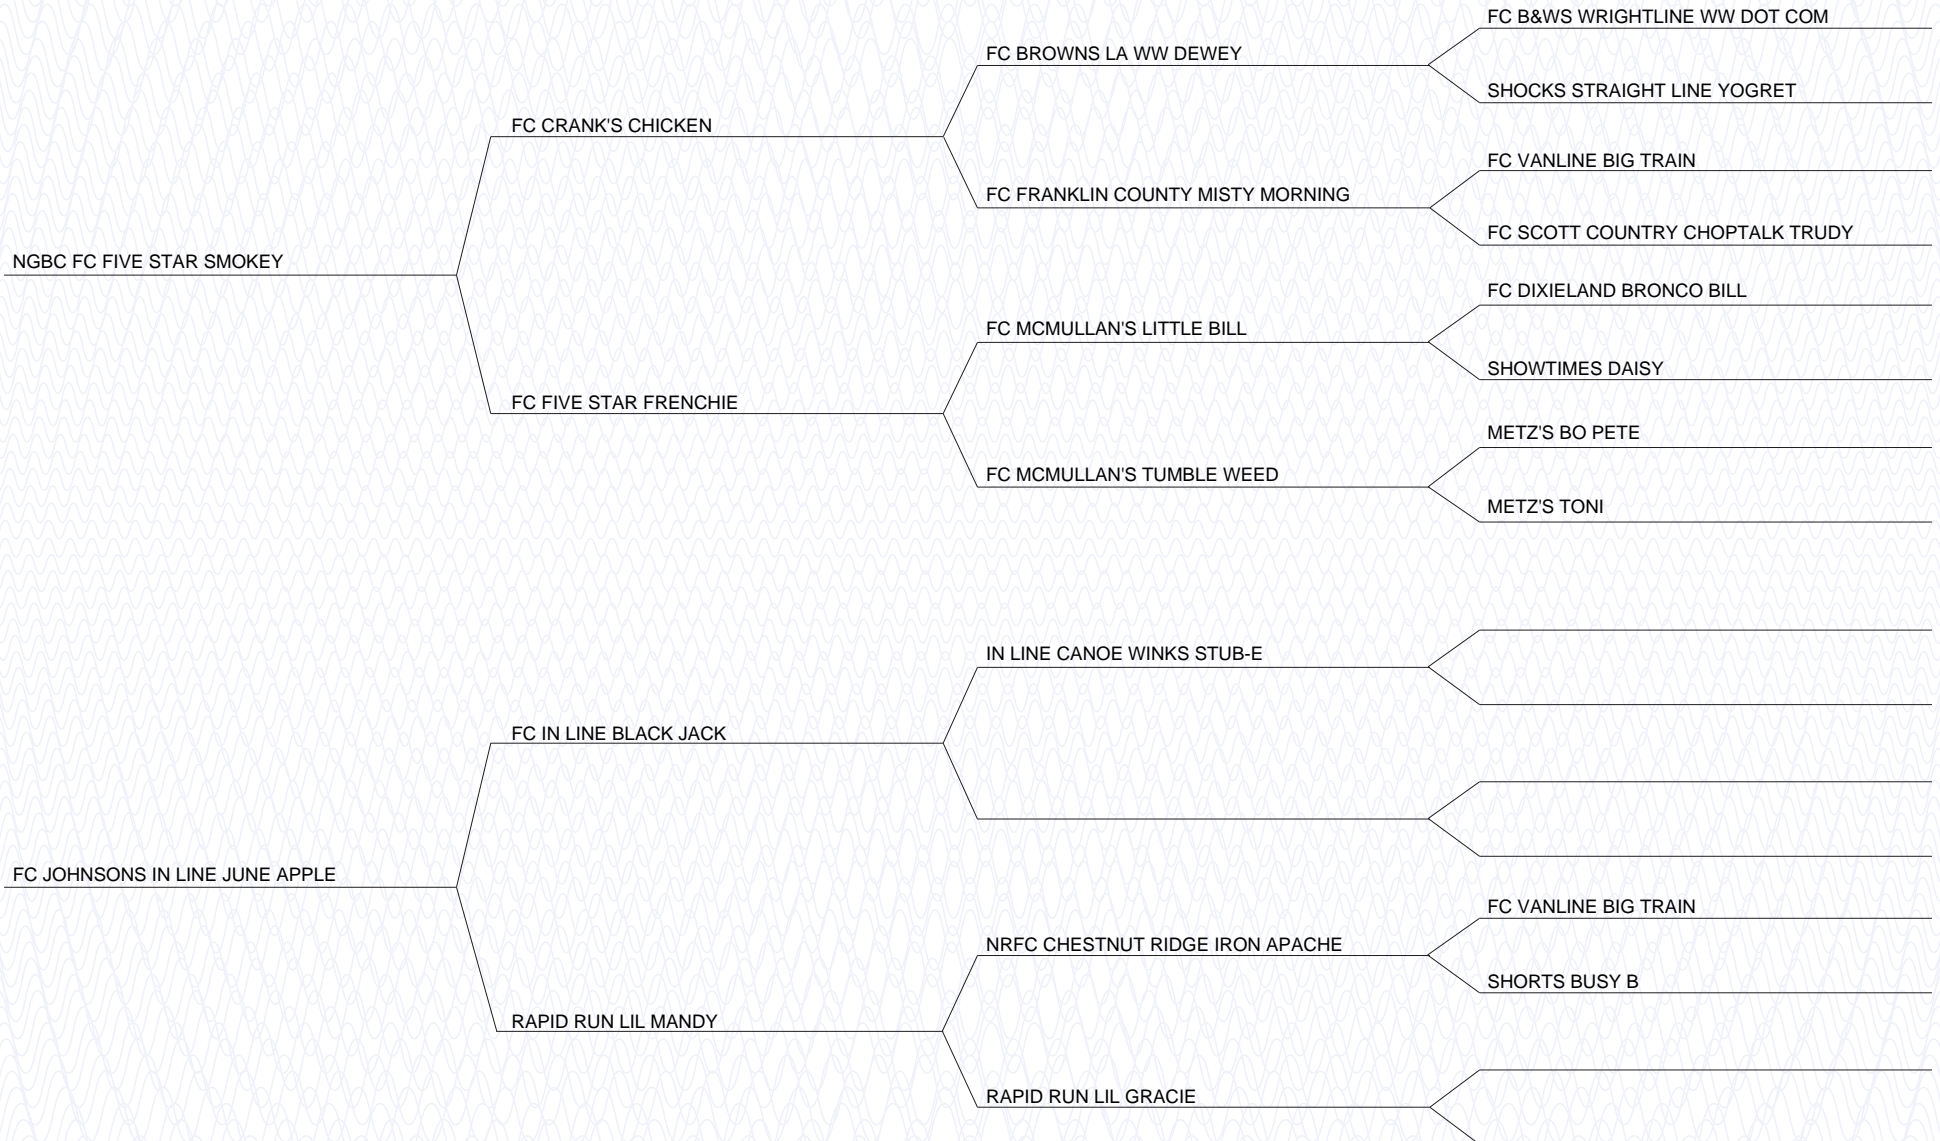 FC B&WS WRIGHTLINE WW DOT COM
FC BROWNS LA WW DEWEY
SHOCKS STRAIGHT LINE YOGRET
FC CRANK'S CHICKEN
FC VANLINE BIG TRAIN
FC FRANKLIN COUNTY MISTY MORNING
FC SCOTT COUNTRY CHOPTALK TRUDY
NGBC FC FIVE STAR SMOKEY
FC DIXIELAND BRONCO BILL
FC MCMULLAN'S LITTLE BILL
SHOWTIMES DAISY
FC FIVE STAR FRENCHIE
METZ'S BO PETE
FC MCMULLAN'S TUMBLE WEED
METZ'S TONI
IN LINE CANOE WINKS STUB-E
FC IN LINE BLACK JACK
FC JOHNSONS IN LINE JUNE APPLE
FC VANLINE BIG TRAIN
NRFC CHESTNUT RIDGE IRON APACHE
SHORTS BUSY B
RAPID RUN LIL MANDY
RAPID RUN LIL GRACIE